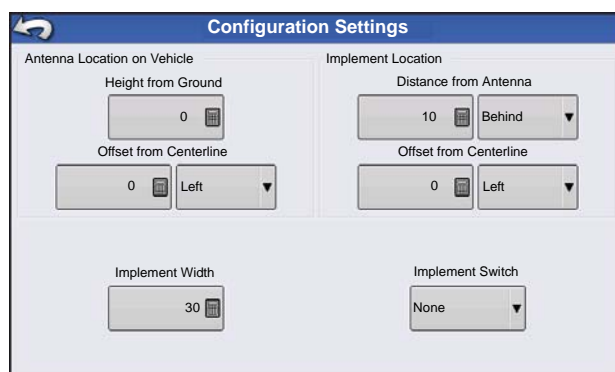 Configuration Settings
Antenna Location on Vehicle
Height from Ground
0
Offset from Centerline
0 Left
Implement Location
Distance from Antenna
10 Behind
Offset from Centerline
0 Left
Implement Width
30
Implement Switch
None